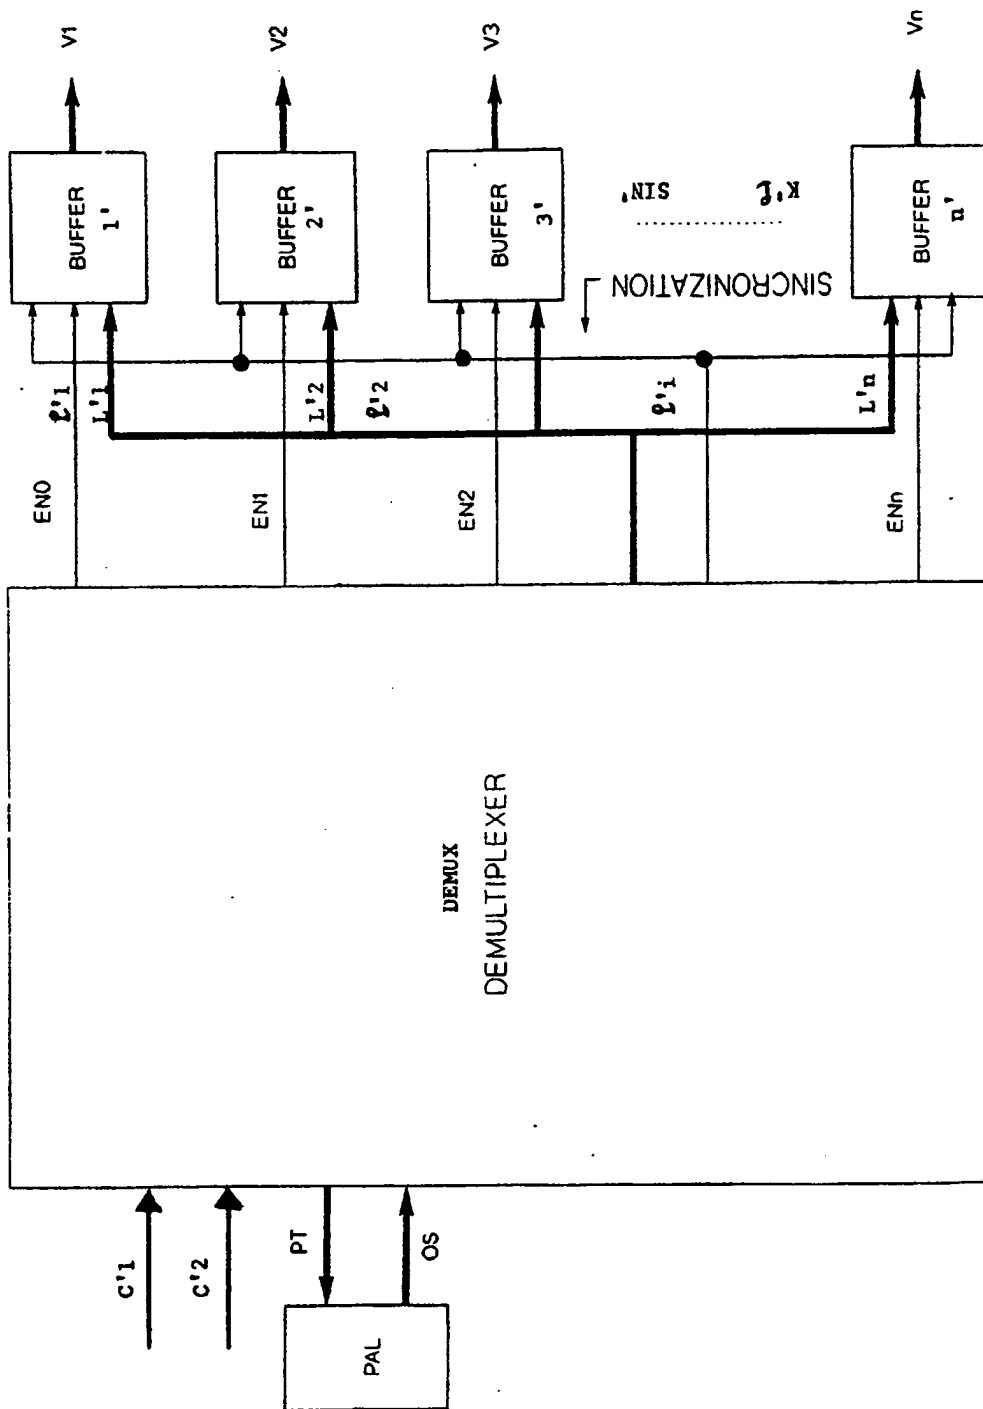 V1
V2
V3
Vn
BUFFER
1'
BUFFER
2'
BUFFER
3'
BUFFER
n'
SIN'
K'ℓ
SINCRONIZATION
ℓ'1
L'1
L'2
ℓ'2
ℓ'i
L'n
EN0
EN1
EN2
ENn
DEMUX
DEMULTIPLEXER
C'1
C'2
PT
OS
PAL